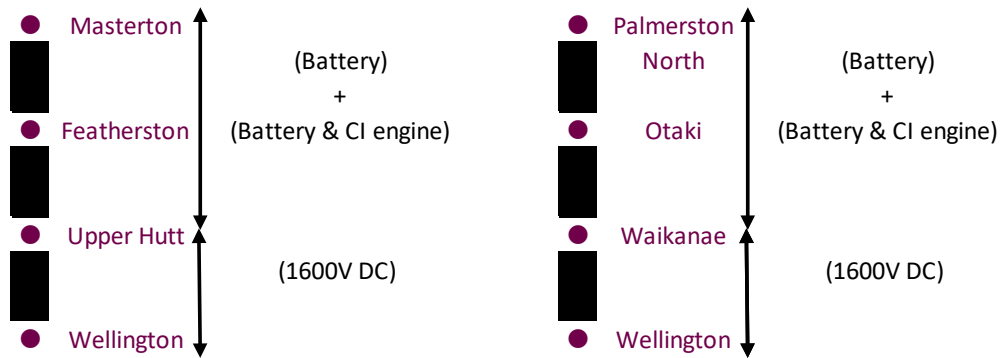 Masterton
(Battery)
+
Featherston
(Battery & CI engine)
Upper Hutt
(1600V DC)
Wellington
Palmerston
North
(Battery)
+
Otaki
(Battery & CI engine)
Waikanae
(1600V DC)
Wellington